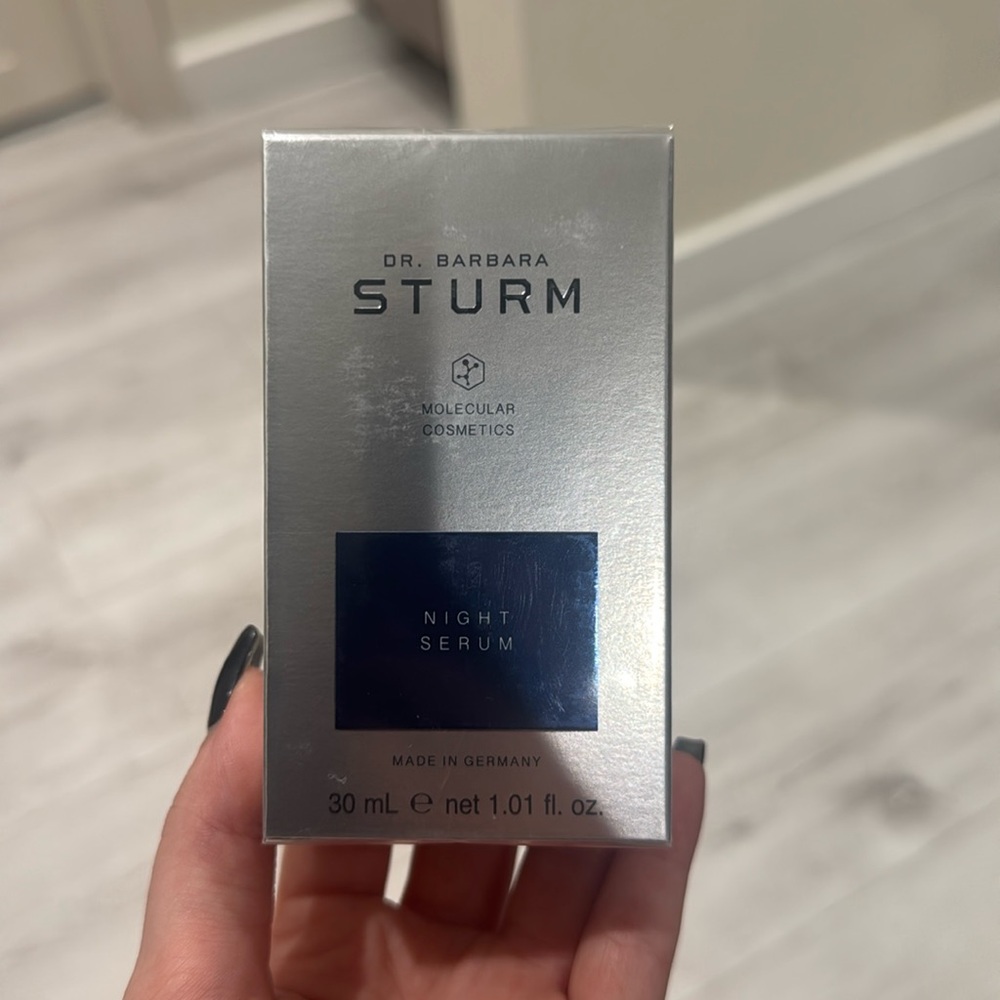 DR. BARBARA
STURM
MOLECULAR
COSMETICS
NIGHT
SERUM
MADE IN GERMANY
30 mL ℮ net 1.01 fl. oz.